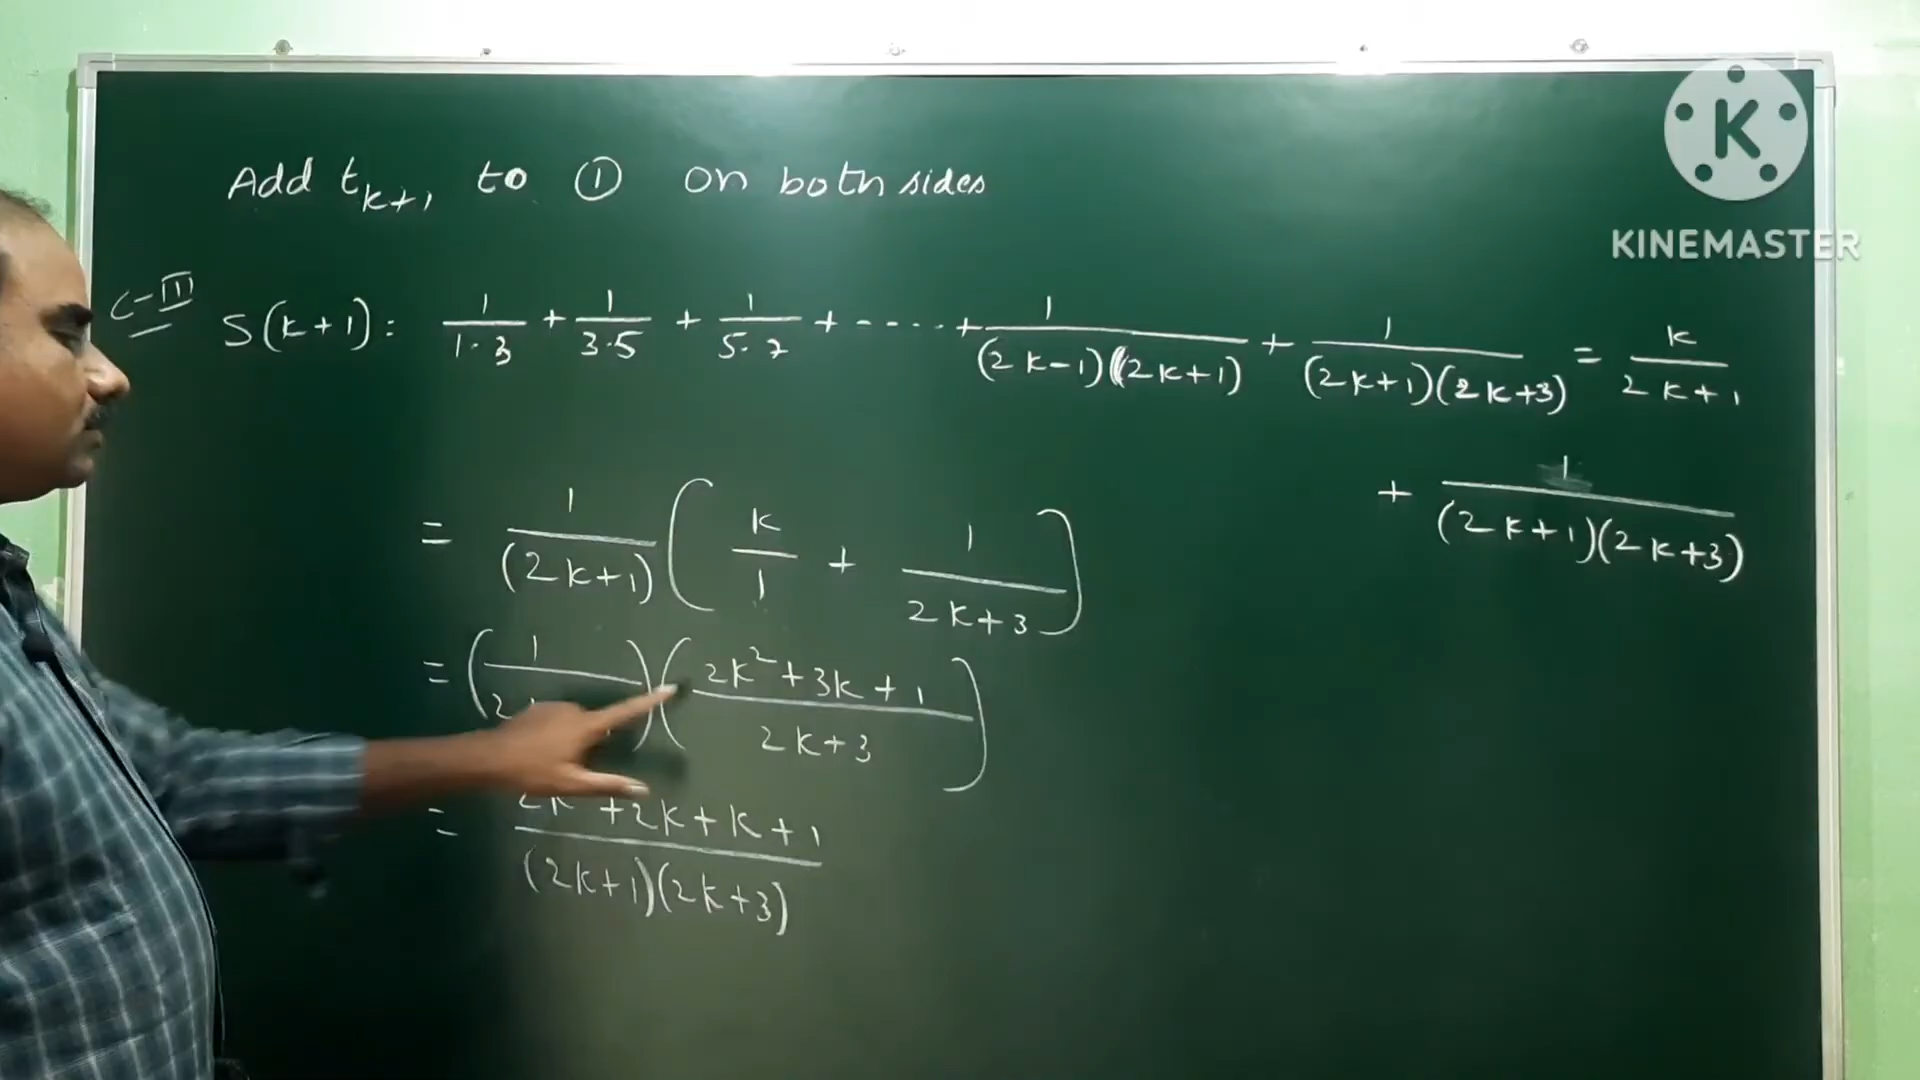 Add t_{k+1} to ① on both sides
C-III S(k+1): 1/(1·3) + 1/(3·5) + 1/(5·7) + ---- + 1/((2k-1)(2k+1)) + 1/((2k+1)(2k+3)) = k/(2k+1)
+ 1/((2k+1)(2k+3))
= 1/(2k+1) ( k/1 + 1/(2k+3) )
= ( 1/ ) ( (2k²+3k+1)/(2k+3) )
= (2k +2k+k+1)/((2k+1)(2k+3))
K
KINEMASTER